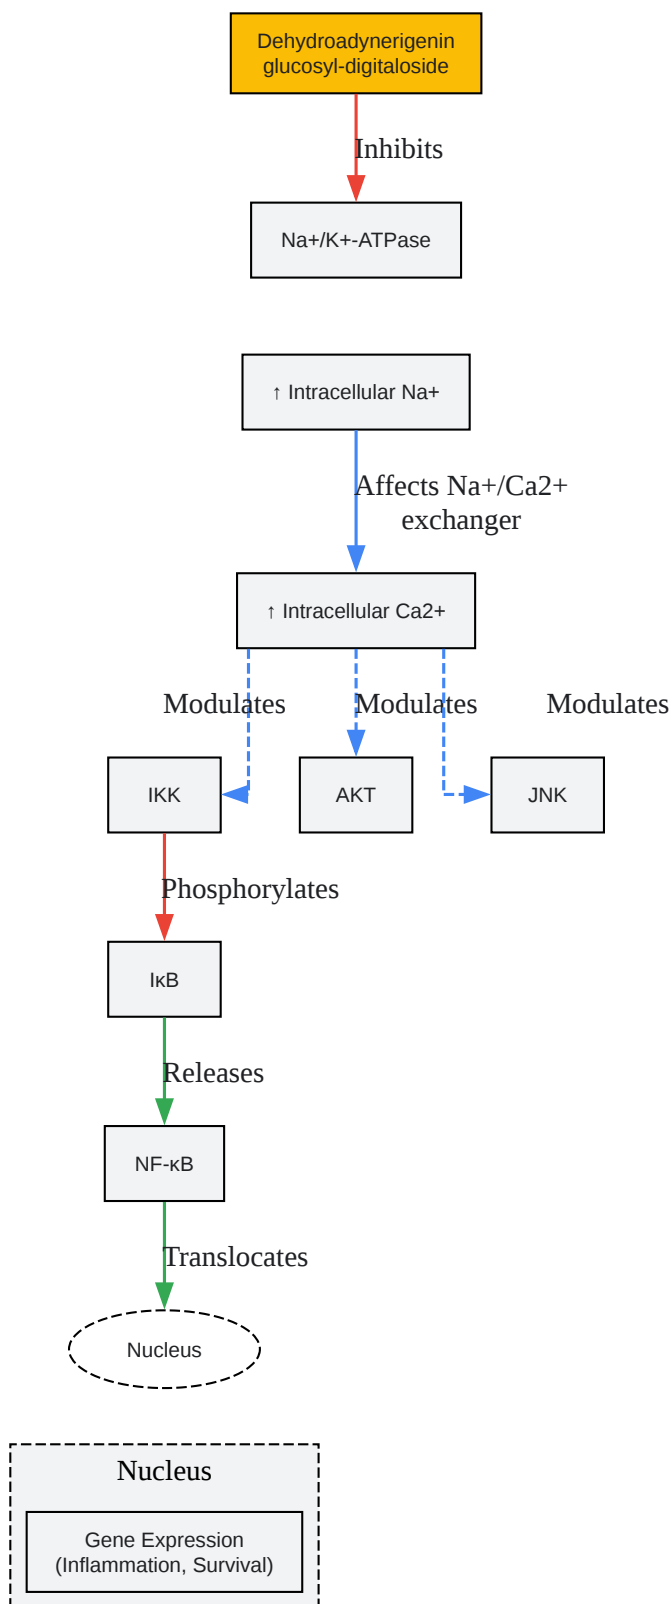 Dehydroadynerigenin
glucosyl-digitaloside
Inhibits
Na+/K+-ATPase
↑ Intracellular Na+
Affects Na+/Ca2+
exchanger
↑ Intracellular Ca2+
Modulates
Modulates
Modulates
IKK
AKT
JNK
Phosphorylates
IκB
Releases
NF-κB
Translocates
Nucleus
Nucleus
Gene Expression
(Inflammation, Survival)